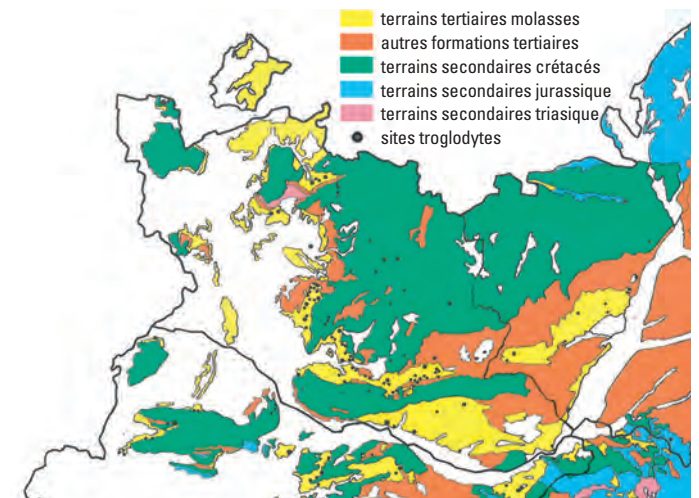 terrains tertiaires molasses
autres formations tertiaires
terrains secondaires crétacés
terrains secondaires jurassique
terrains secondaires triasique
sites troglodytes